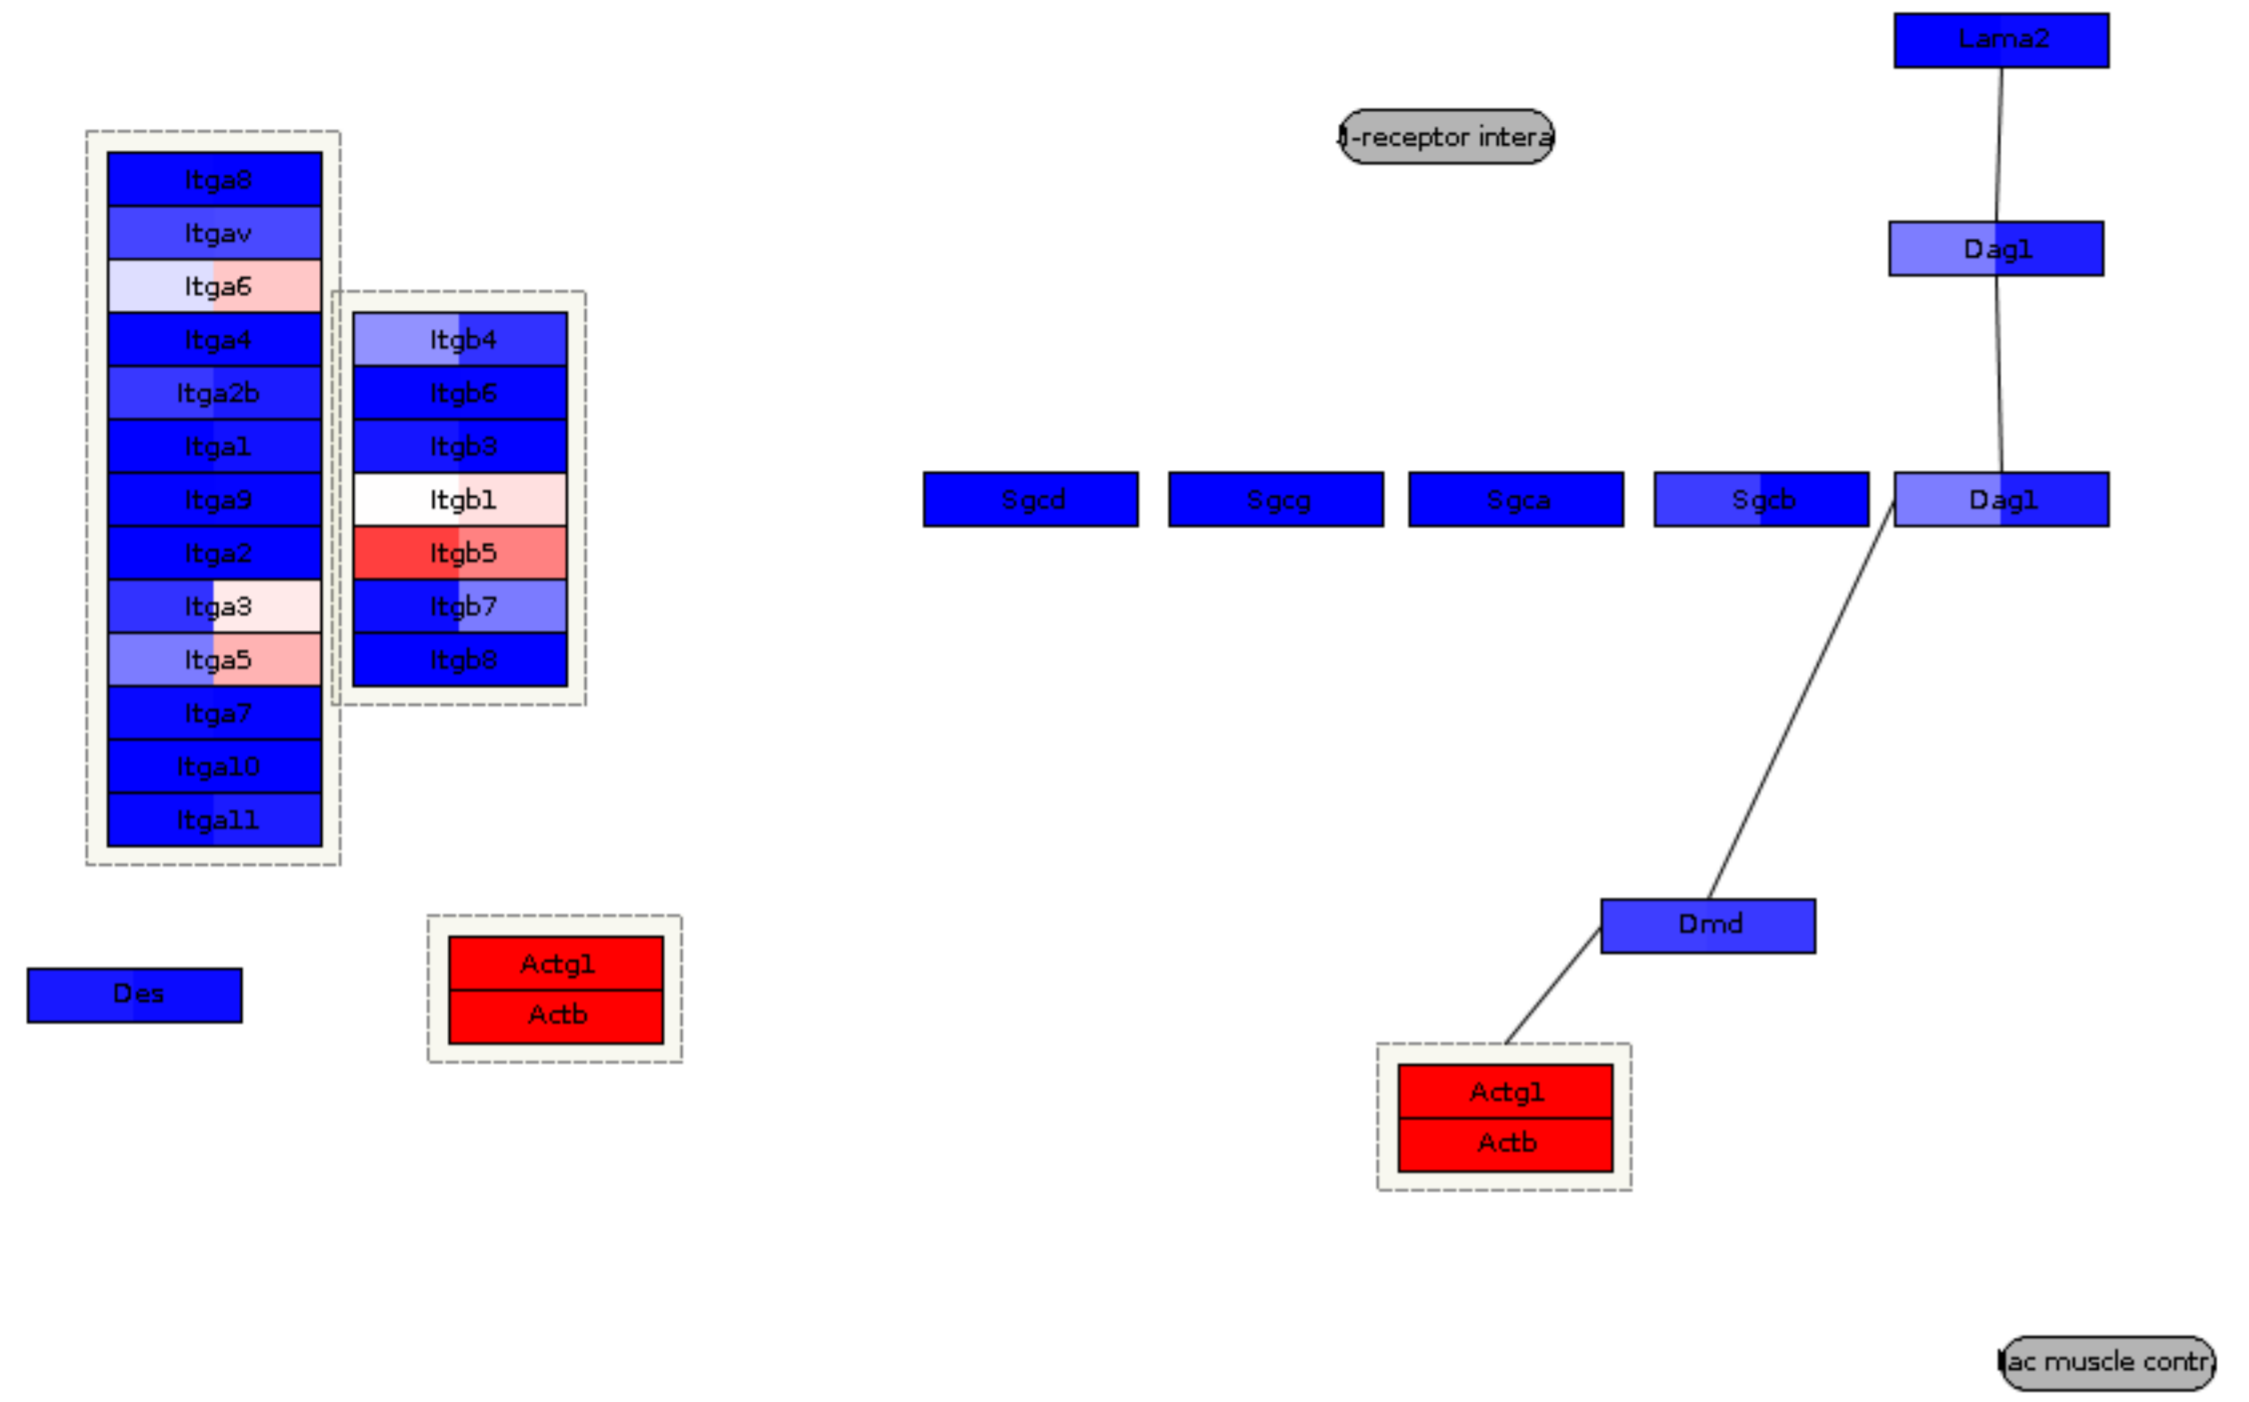 Lama2
-receptor intera
Itga8
Itgav
Itga6
Itga4
Itga2b
Itga1
Itga9
Itga2
Itga3
Itga5
Itga7
Itga10
Itga11
Itgb4
Itgb6
Itgb3
Itgb1
Itgb5
Itgb7
Itgb8
Dag1
Sgcd
Sgcg
Sgca
Sgcb
Dag1
Dmd
Des
Actg1
Actb
Actg1
Actb
ac muscle contr